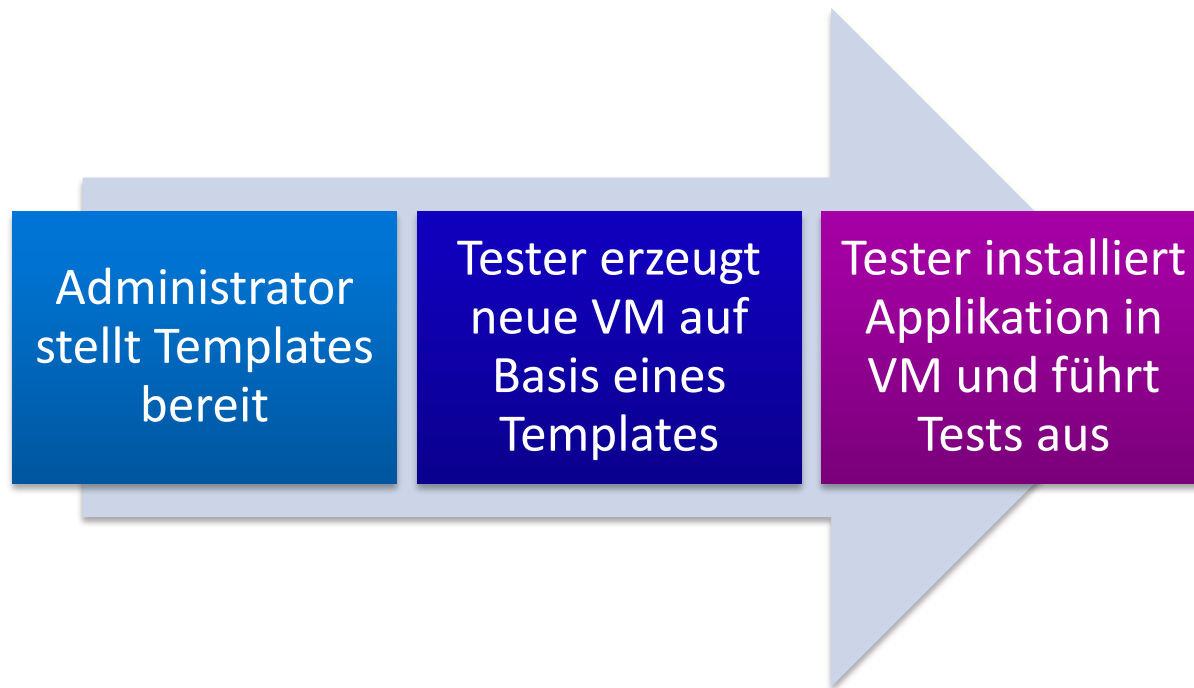 Administrator
stellt Templates
bereit
Tester erzeugt
neue VM auf
Basis eines
Templates
Tester installiert
Applikation in
VM und führt
Tests aus